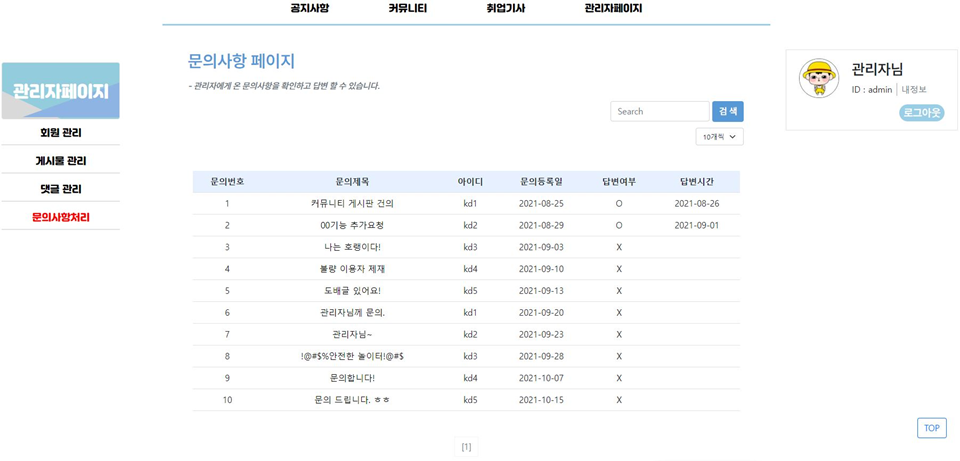 공지사항 커뮤니티 취업기사 관리자페이지
관리자페이지
회원 관리
게시물 관리
댓글 관리
문의사항처리
문의사항 페이지
- 관리자에게 온 문의사항을 확인하고 답변 할 수 있습니다.
Search 검색
10개씩
문의번호 문의제목 아이디 문의등록일 답변여부 답변시간
1 커뮤니티 게시판 건의 kd1 2021-08-25 O 2021-08-26
2 00기능 추가요청 kd2 2021-08-29 O 2021-09-01
3 나는 호랭이다! kd3 2021-09-03 X
4 불량 이용자 제재 kd4 2021-09-10 X
5 도배글 있어요! kd5 2021-09-13 X
6 관리자님께 문의. kd1 2021-09-20 X
7 관리자님~ kd2 2021-09-23 X
8 !@#$%안전한 놀이터!@#$ kd3 2021-09-28 X
9 문의합니다! kd4 2021-10-07 X
10 문의 드립니다. ㅎㅎ kd5 2021-10-15 X
[1]
관리자님
ID : admin 내정보
로그아웃
TOP